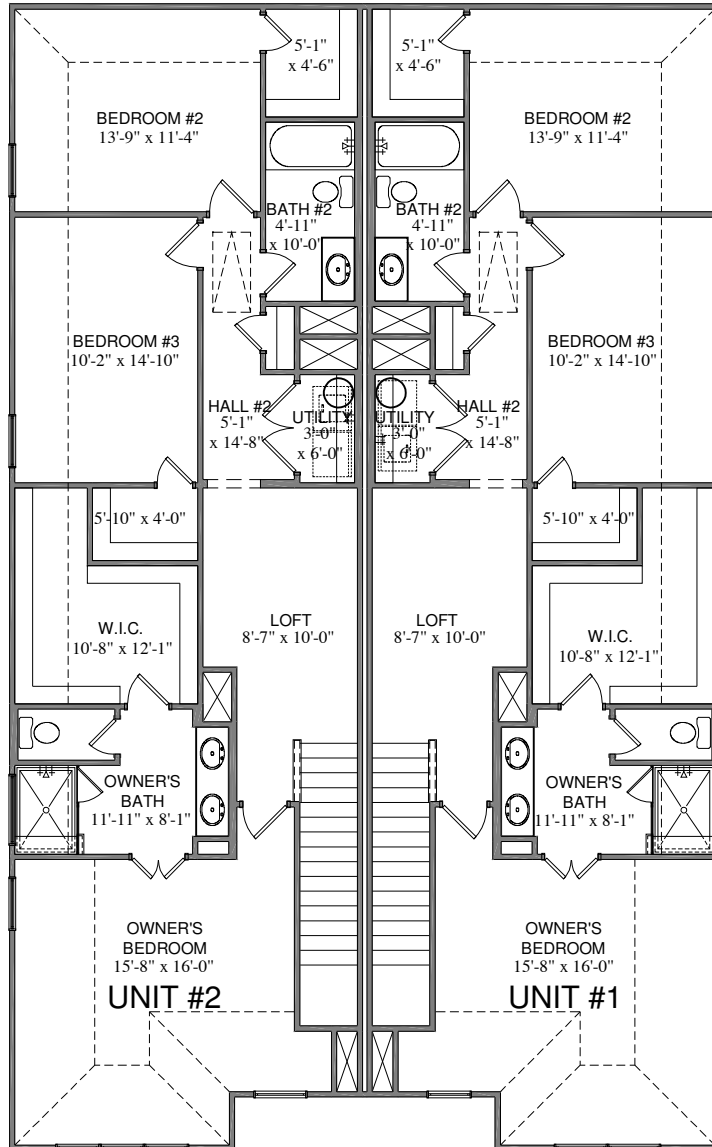 5'-1"
x 4'-6"
5'-1"
x 4'-6"
BEDROOM #2
13'-9" x 11'-4"
BEDROOM #2
13'-9" x 11'-4"
BATH #2
4'-11"
x 10'-0"
BATH #2
4'-11"
x 10'-0"
BEDROOM #3
10'-2" x 14'-10"
BEDROOM #3
10'-2" x 14'-10"
HALL #2
5'-1"
x 14'-8"
UTILITY
3'-0"
x 6'-0"
UTILITY
3'-0"
x 6'-0"
HALL #2
5'-1"
x 14'-8"
5'-10" x 4'-0"
5'-10" x 4'-0"
LOFT
8'-7" x 10'-0"
LOFT
8'-7" x 10'-0"
W.I.C.
10'-8" x 12'-1"
W.I.C.
10'-8" x 12'-1"
OWNER'S
BATH
11'-11" x 8'-1"
OWNER'S
BATH
11'-11" x 8'-1"
OWNER'S
BEDROOM
15'-8" x 16'-0"
UNIT #2
OWNER'S
BEDROOM
15'-8" x 16'-0"
UNIT #1